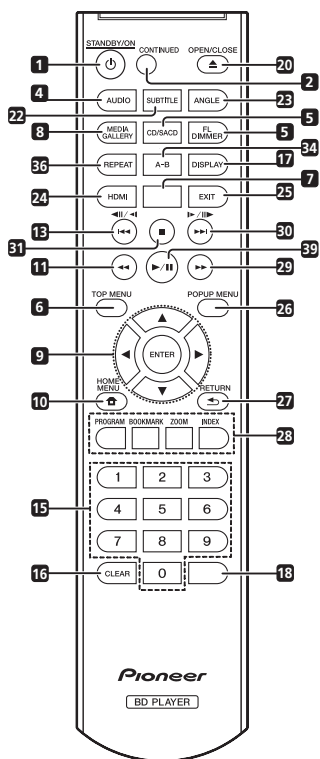 STANDBY/ON CONTINUED OPEN/CLOSE
1 2 20
4 AUDIO SUBTITLE ANGLE 23
22 5
8 MEDIA GALLERY CD/SACD FL DIMMER 5
34
36 REPEAT A-B DISPLAY 17
7
24 HDMI EXIT 25
13 30
31 39
11 29
6 TOP MENU POPUP MENU 26
9 ENTER
10 HOME MENU RETURN 27
PROGRAM BOOKMARK ZOOM INDEX 28
1 2 3
15 4 5 6
7 8 9
16 CLEAR 0 18
Pioneer
BD PLAYER